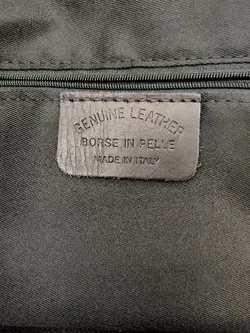 GENUINE LEATHER
BORSE IN PELLE
MADE IN ITALY